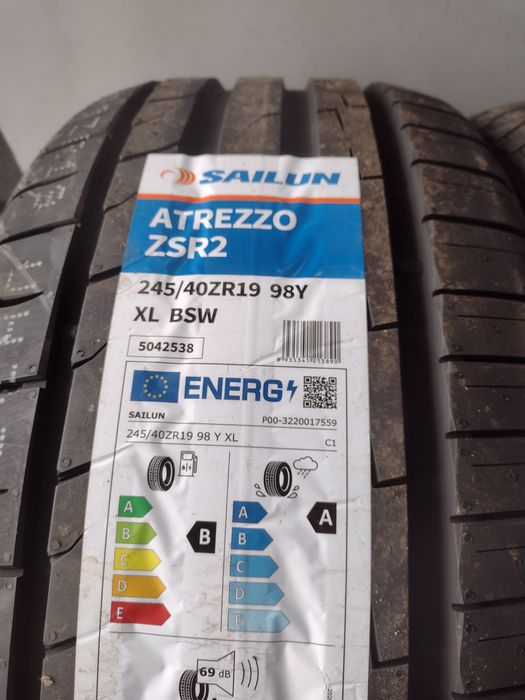 SAILUN
ATREZZO
ZSR2
245/40ZR19 98Y
XL BSW
5042538
8935341213890
ENERG
SAILUN
P00-3220017559
245/40ZR19 98 Y XL
C1
A
B
C
D
E
B
A
B
C
D
E
A
69 dB